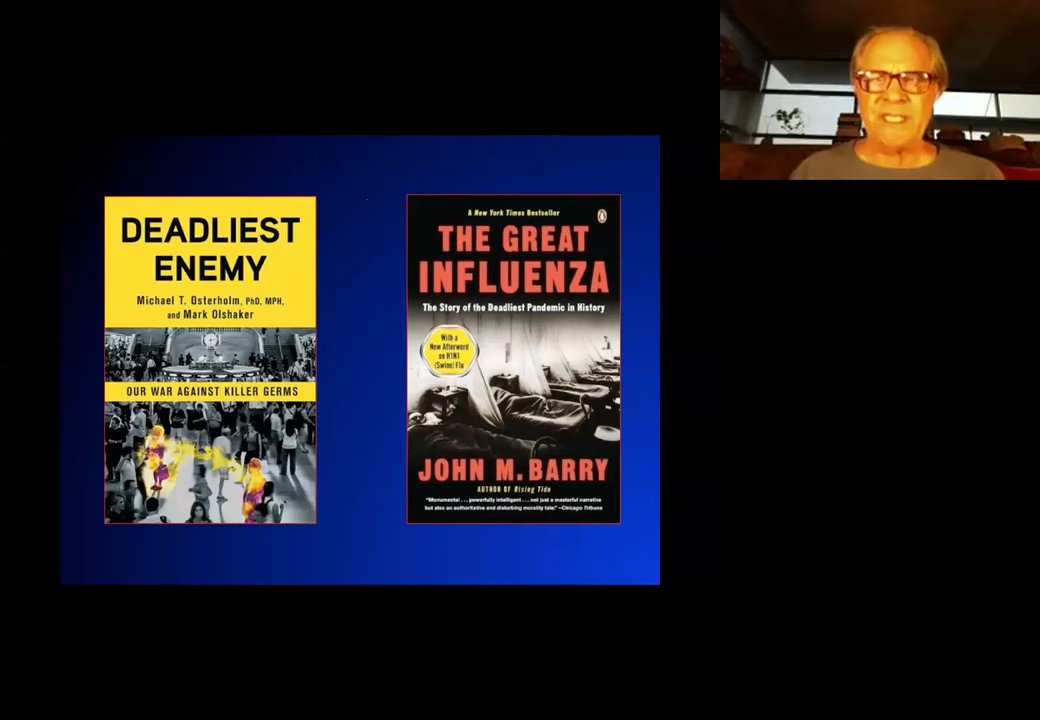 DEADLIEST
ENEMY
Michael T. Osterholm, PhD, MPH,
and Mark Olshaker
OUR WAR AGAINST KILLER GERMS
A New York Times Bestseller
THE GREAT
INFLUENZA
The Story of the Deadliest Pandemic in History
With a
New Afterword
on H1N1
(Swine) Flu
JOHN M. BARRY
AUTHOR OF Rising Tide
"Monumental . . . powerfully intelligent . . . not just a masterful narrative
but also an authoritative and disturbing morality tale." —Chicago Tribune